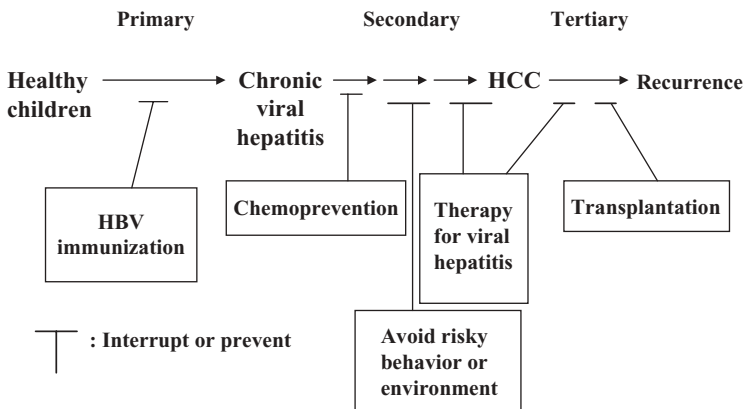 Primary
Secondary
Tertiary
Healthy
children
Chronic
viral
hepatitis
HCC
Recurrence
HBV
immunization
Chemoprevention
Therapy
for viral
hepatitis
Transplantation
Avoid risky
behavior or
environment
: Interrupt or prevent